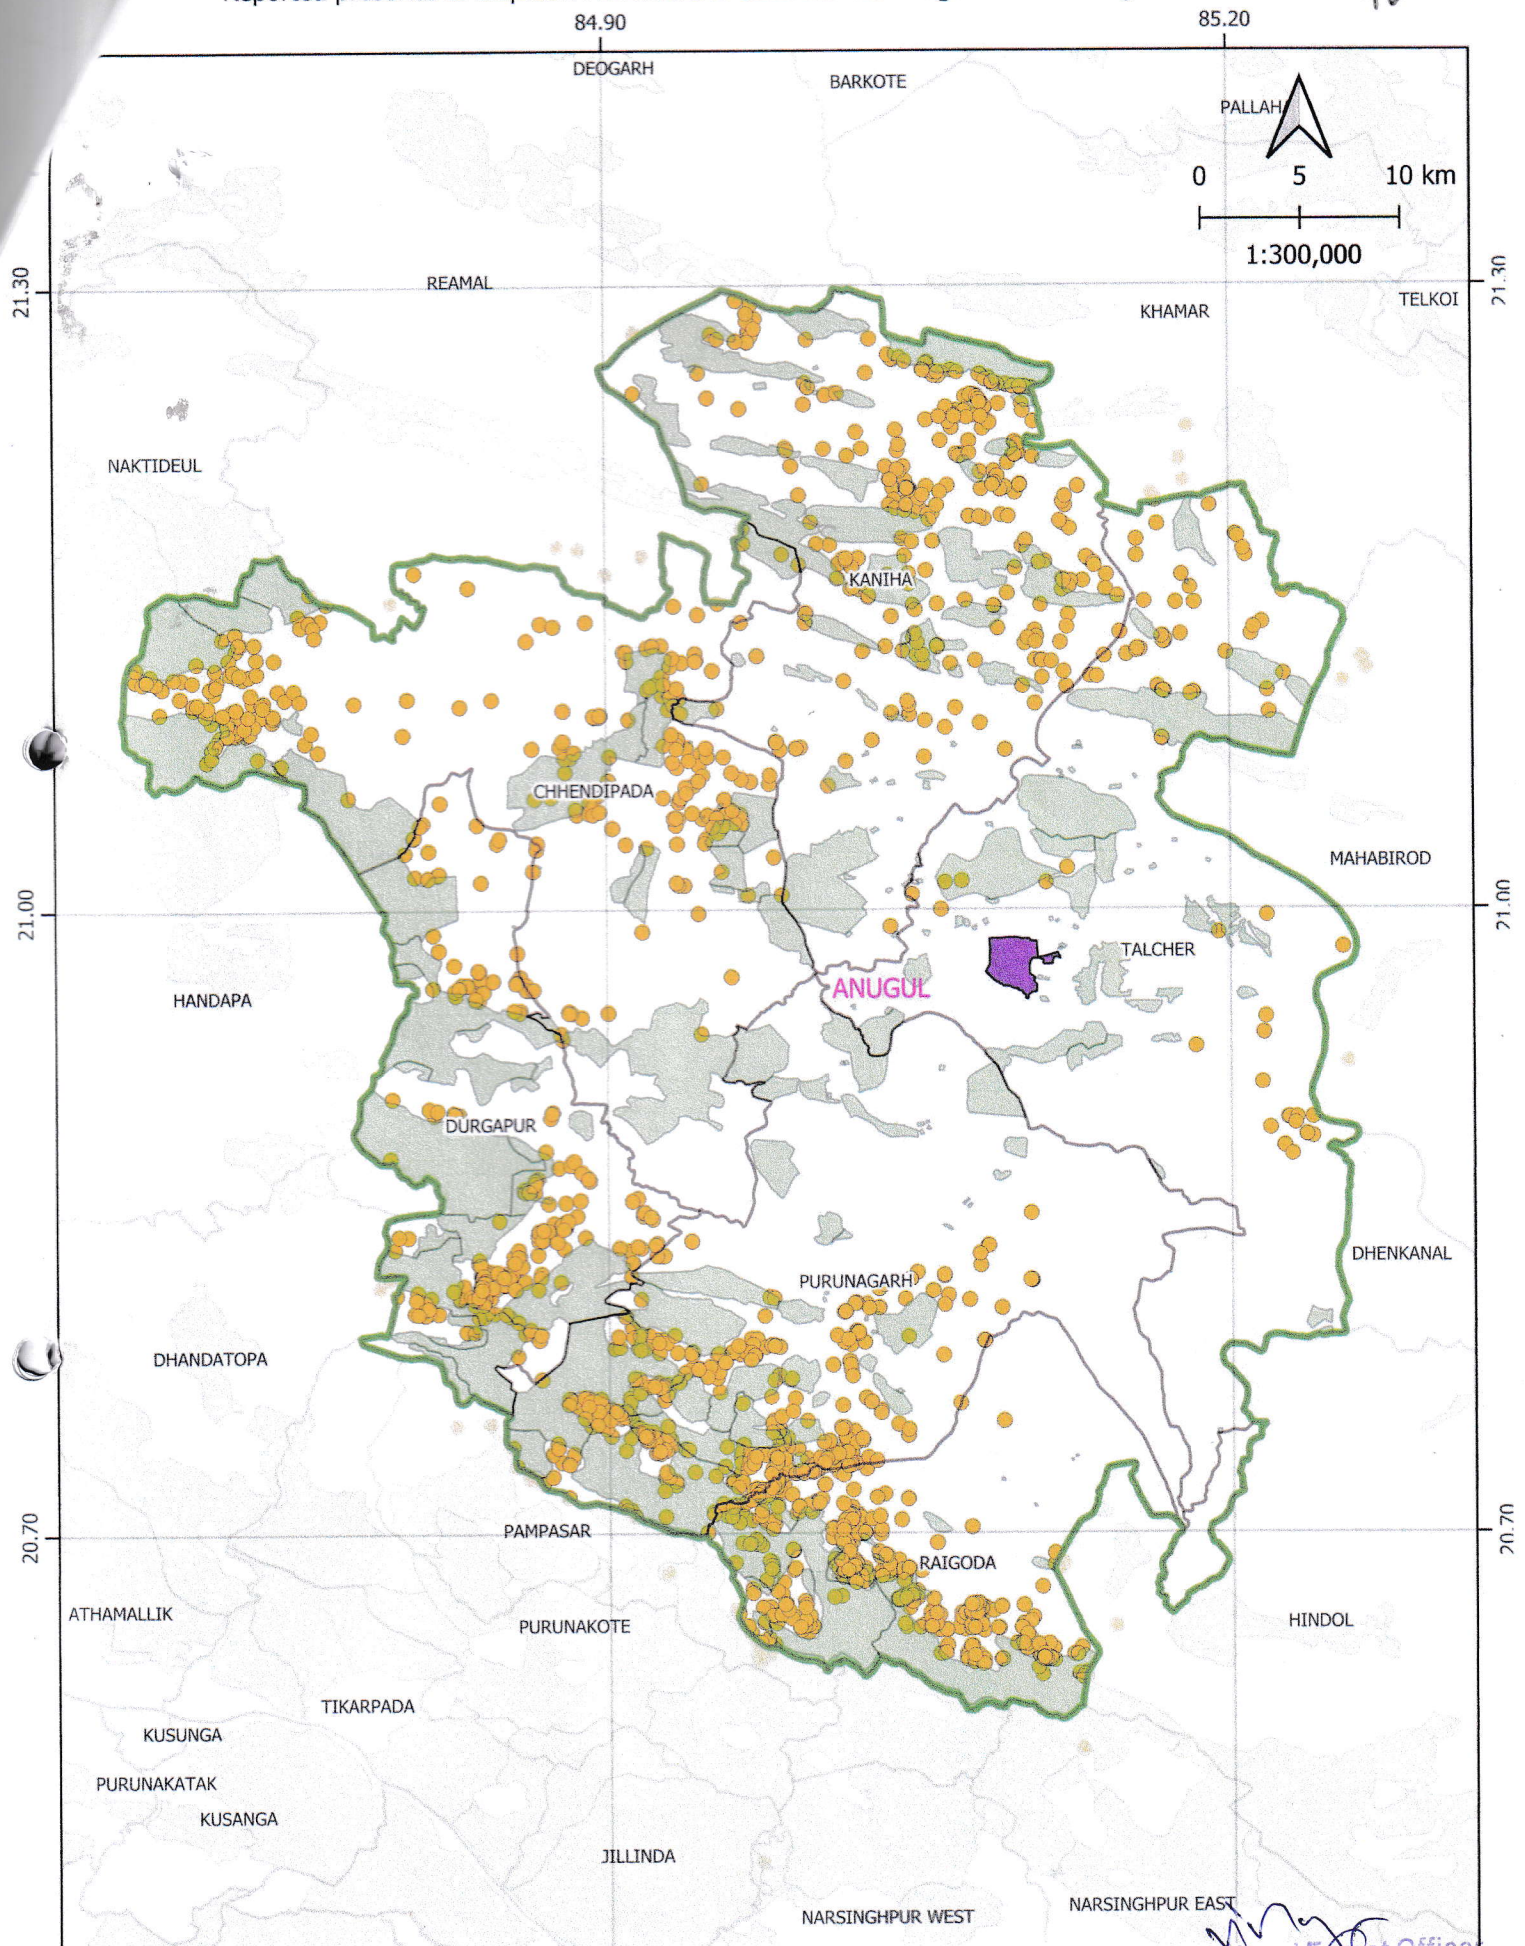 84.90
85.20
DEOGARH
BARKOTE
PALLAH
0 5 10 km
1:300,000
21.30
REAMAL
21.30
TELKOI
KHAMAR
NAKTIDEUL
KANIHA
CHHENDIPADA
MAHABIROD
21.00
21.00
TALCHER
ANUGUL
HANDAPA
DURGAPUR
DHENKANAL
PURUNAGARH
DHANDATOPA
20.70
PAMPASAR
20.70
RAIGODA
ATHAMALLIK
PURUNAKOTE
HINDOL
TIKARPADA
KUSUNGA
PURUNAKATAK
KUSANGA
JILLINDA
NARSINGHPUR EAST
NARSINGHPUR WEST